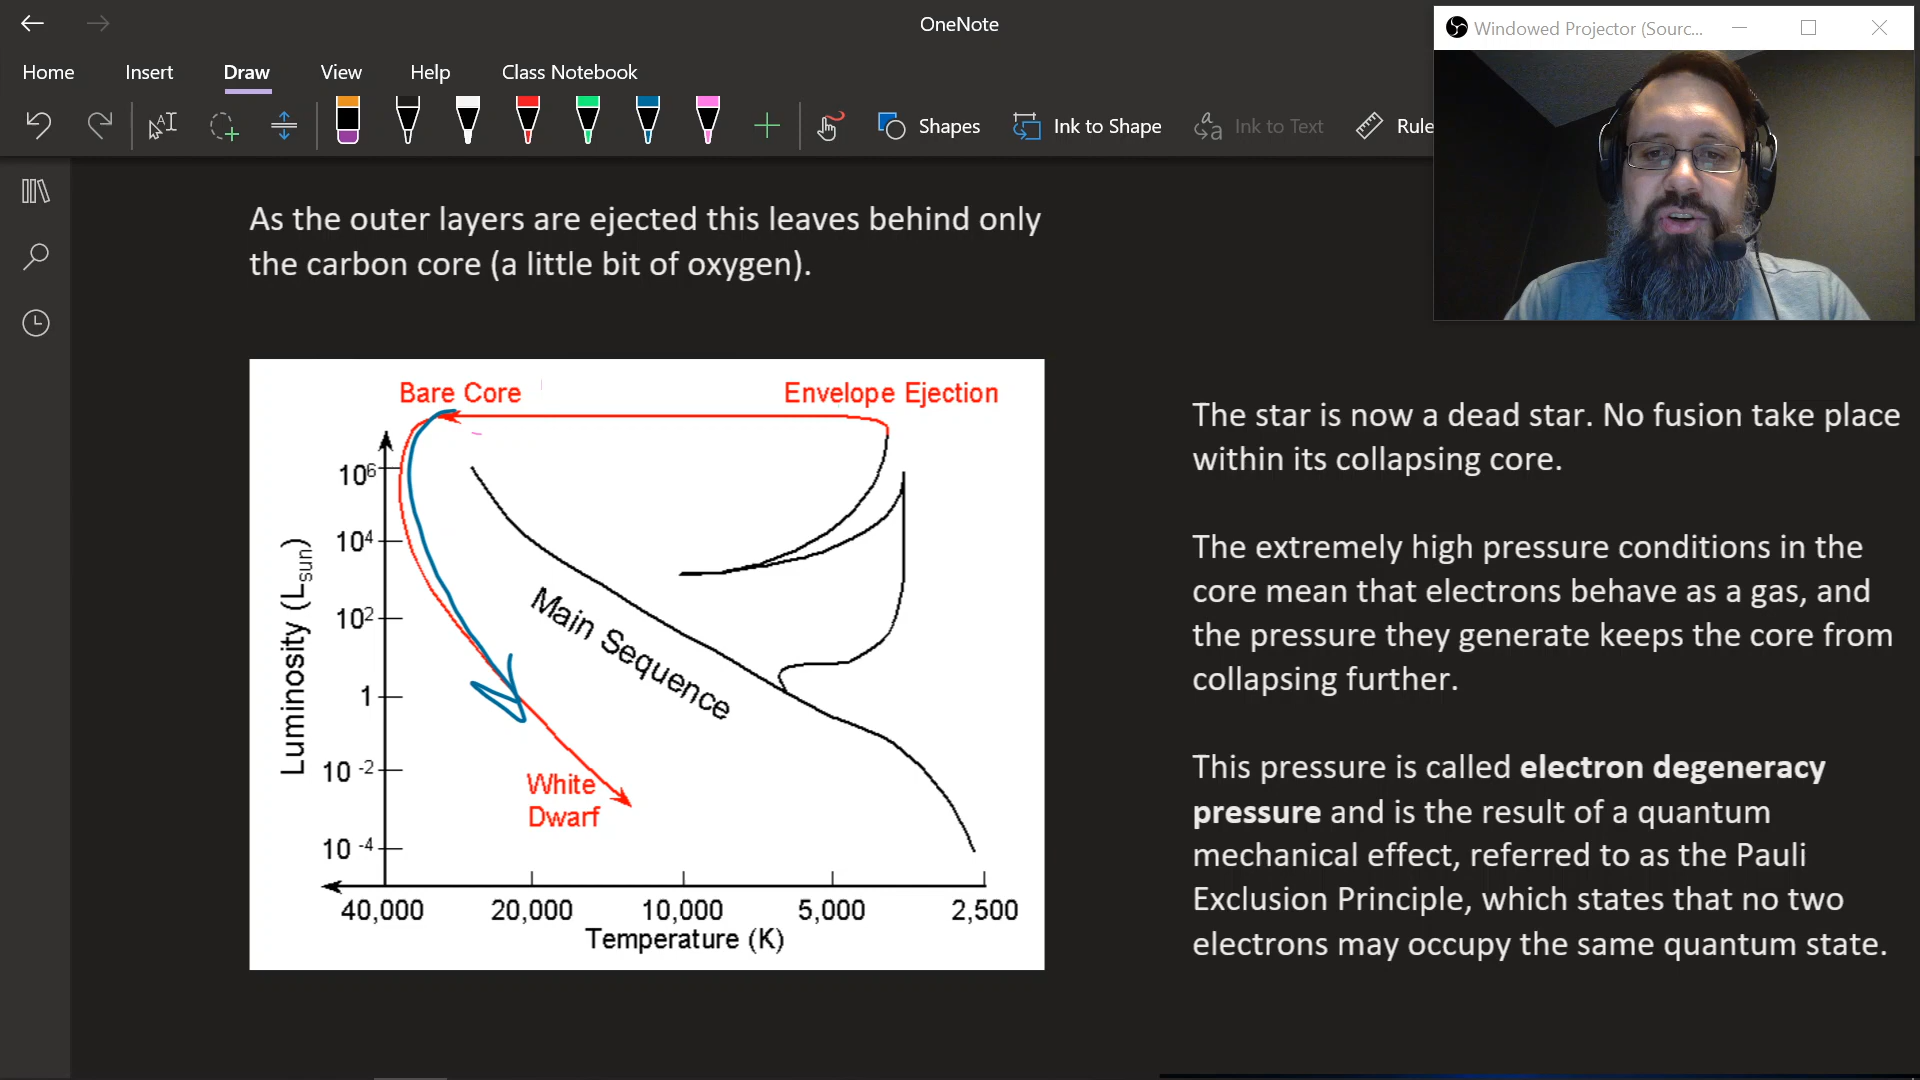 OneNote
Windowed Projector (Sourc...
Home Insert Draw View Help Class Notebook
Shapes Ink to Shape Ink to Text Rule
As the outer layers are ejected this leaves behind only
the carbon core (a little bit of oxygen).
Bare Core Envelope Ejection
10⁶
10⁴
10²
1
10⁻²
10⁻⁴
Luminosity (Lsun)
Main Sequence
White
Dwarf
40,000 20,000 10,000 5,000 2,500
Temperature (K)
The star is now a dead star. No fusion take place
within its collapsing core.
The extremely high pressure conditions in the
core mean that electrons behave as a gas, and
the pressure they generate keeps the core from
collapsing further.
This pressure is called electron degeneracy
pressure and is the result of a quantum
mechanical effect, referred to as the Pauli
Exclusion Principle, which states that no two
electrons may occupy the same quantum state.